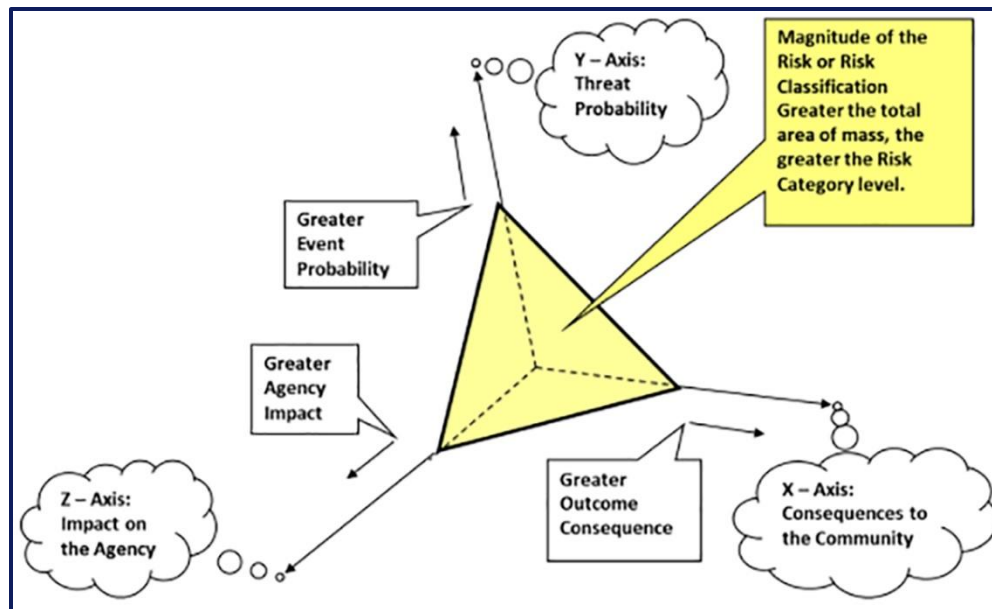 Y – Axis:
Threat
Probability
Magnitude of the
Risk or Risk
Classification
Greater the total
area of mass, the
greater the Risk
Category level.
Greater
Event
Probability
Greater
Agency
Impact
Z – Axis:
Impact on
the Agency
Greater
Outcome
Consequence
X – Axis:
Consequences to
the Community